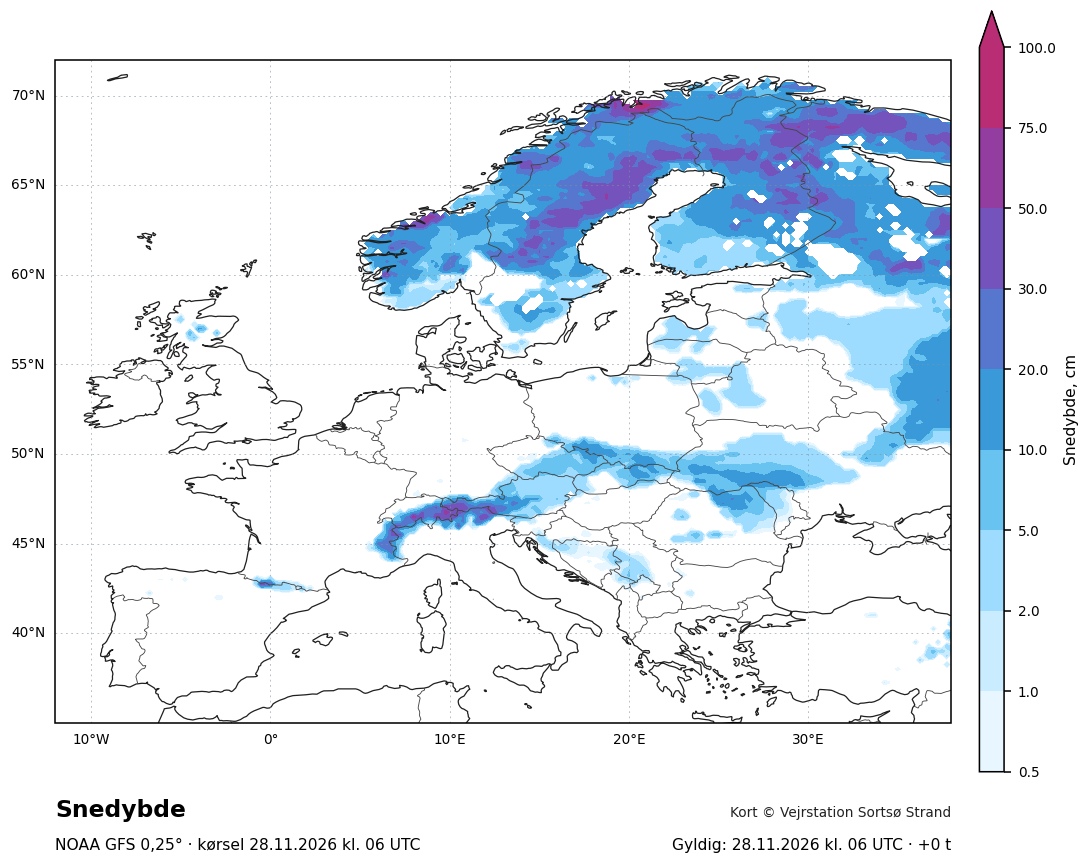 100.0
75.0
50.0
30.0
20.0
10.0
5.0
2.0
1.0
0.5
Snedybde, cm
70°N
65°N
60°N
55°N
50°N
45°N
40°N
10°W
0°
10°E
20°E
30°E
Snedybde
Kort © Vejrstation Sortsø Strand
NOAA GFS 0,25° · kørsel 28.11.2026 kl. 06 UTC
Gyldig: 28.11.2026 kl. 06 UTC · +0 t